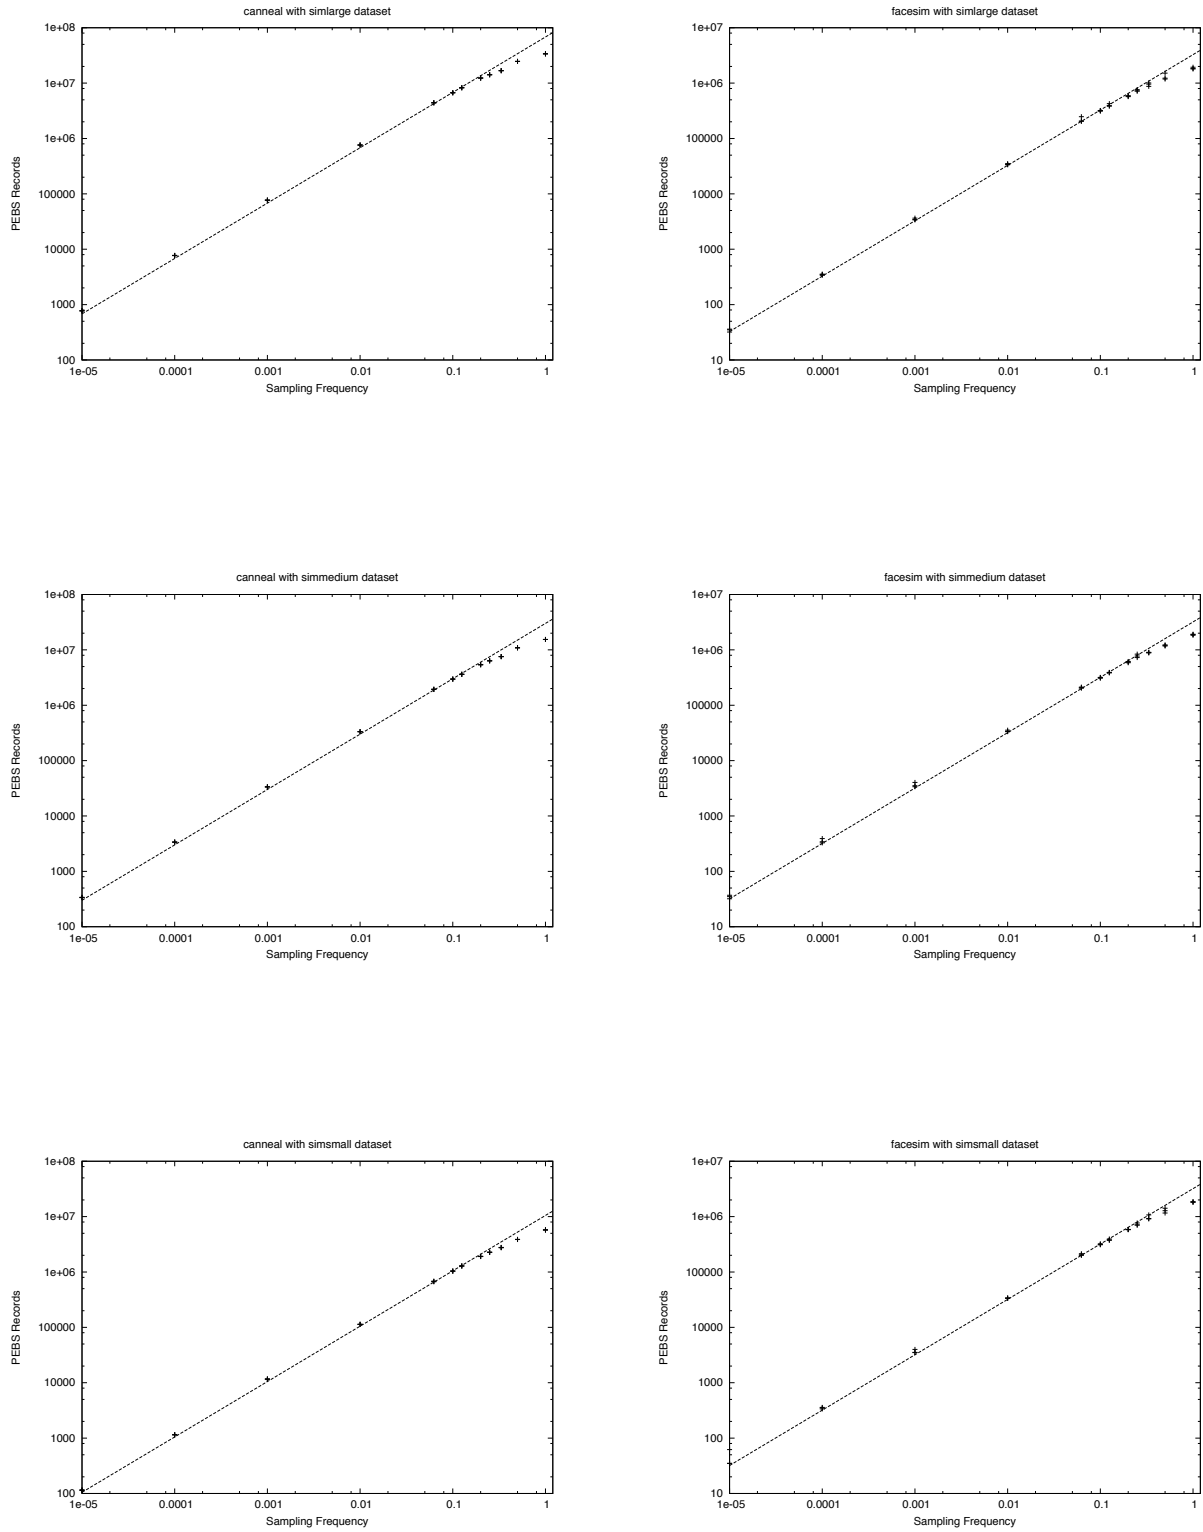 canneal with simlarge dataset
1e+08
1e+07
1e+06
100000
10000
1000
100
PEBS Records
1e-05 0.0001 0.001 0.01 0.1 1
Sampling Frequency
facesim with simlarge dataset
1e+07
1e+06
100000
10000
1000
100
10
PEBS Records
1e-05 0.0001 0.001 0.01 0.1 1
Sampling Frequency
canneal with simmedium dataset
1e+08
1e+07
1e+06
100000
10000
1000
100
PEBS Records
1e-05 0.0001 0.001 0.01 0.1 1
Sampling Frequency
facesim with simmedium dataset
1e+07
1e+06
100000
10000
1000
100
10
PEBS Records
1e-05 0.0001 0.001 0.01 0.1 1
Sampling Frequency
canneal with simsmall dataset
1e+08
1e+07
1e+06
100000
10000
1000
100
PEBS Records
1e-05 0.0001 0.001 0.01 0.1 1
Sampling Frequency
facesim with simsmall dataset
1e+07
1e+06
100000
10000
1000
100
10
PEBS Records
1e-05 0.0001 0.001 0.01 0.1 1
Sampling Frequency